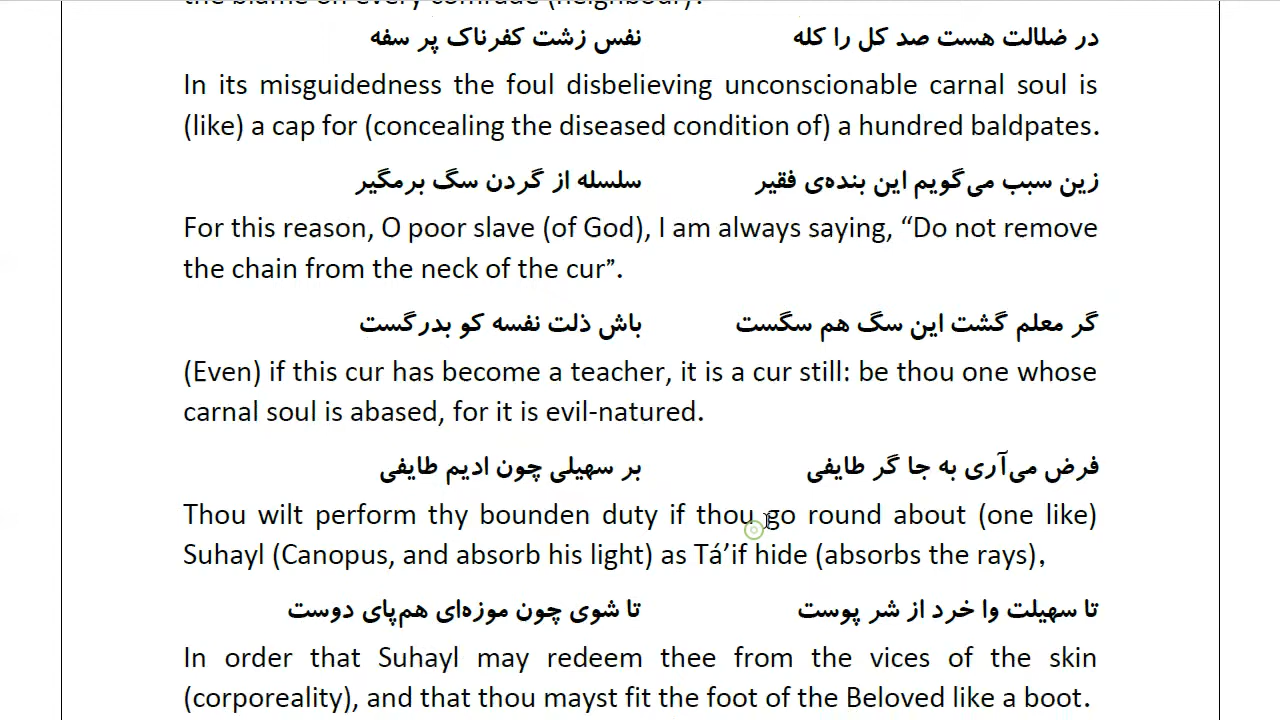 the blame on every comrade (neighbour).
در ضلالت هست صد کل را کله نفس زشت کفرناک پر سفه
In its misguidedness the foul disbelieving unconscionable carnal soul is
(like) a cap for (concealing the diseased condition of) a hundred baldpates.
زین سبب می‌گویم این بنده‌ی فقیر سلسله از گردن سگ برمگیر
For this reason, O poor slave (of God), I am always saying, “Do not remove
the chain from the neck of the cur”.
گر معلم گشت این سگ هم سگست باش ذلت نفسه کو بدرگست
(Even) if this cur has become a teacher, it is a cur still: be thou one whose
carnal soul is abased, for it is evil-natured.
فرض می‌آری به جا گر طایفی بر سهیلی چون ادیم طایفی
Thou wilt perform thy bounden duty if thou go round about (one like)
Suhayl (Canopus, and absorb his light) as Tá’if hide (absorbs the rays),
تا سهیلت وا خرد از شر پوست تا شوی چون موزه‌ای هم‌پای دوست
In order that Suhayl may redeem thee from the vices of the skin
(corporeality), and that thou mayst fit the foot of the Beloved like a boot.